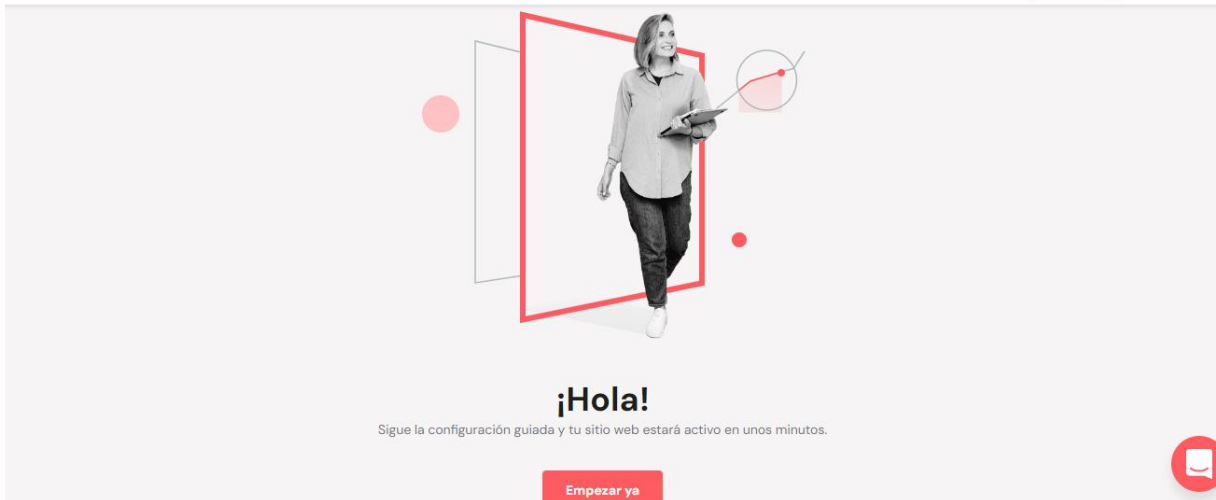 ¡Hola!
Sigue la configuración guiada y tu sitio web estará activo en unos minutos.
Empezar ya